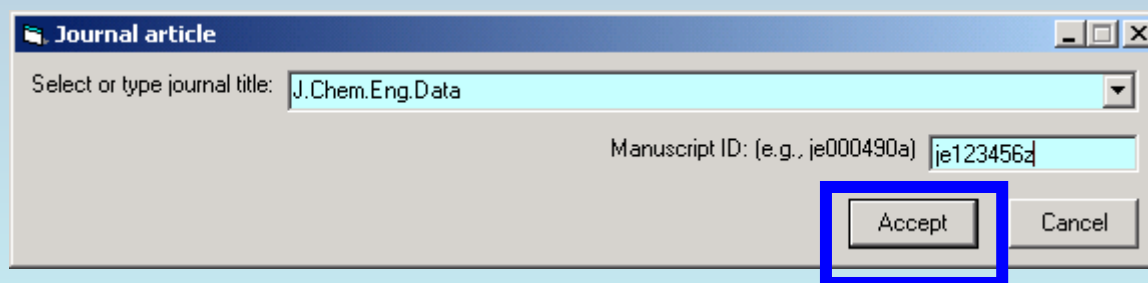 Journal article
Select or type journal title: J.Chem.Eng.Data
Manuscript ID: (e.g., je000490a) je123456z
Accept Cancel